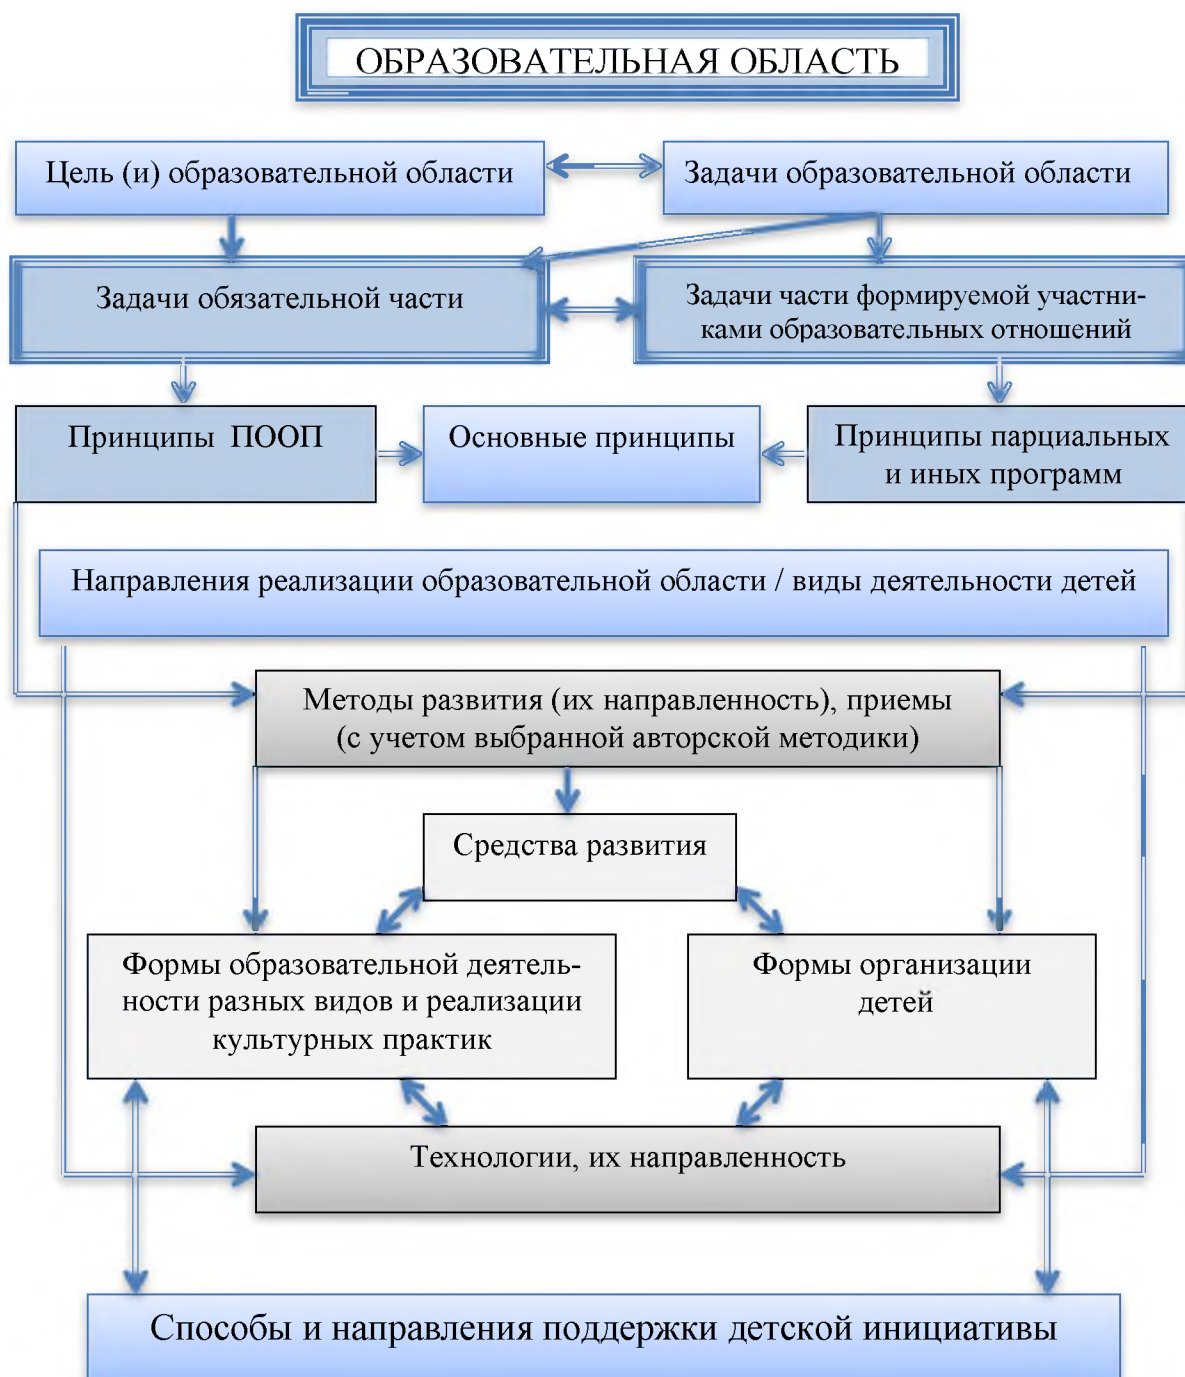 ОБРАЗОВАТЕЛЬНАЯ ОБЛАСТЬ
Цель (и) образовательной области
Задачи образовательной области
Задачи обязательной части
Задачи части формируемой участни-
ками образовательных отношений
Принципы ПООП
Основные принципы
Принципы парциальных
и иных программ
Направления реализации образовательной области / виды деятельности детей
Методы развития (их направленность), приемы
(с учетом выбранной авторской методики)
Средства развития
Формы образовательной деятель-
ности разных видов и реализации
культурных практик
Формы организации
детей
Технологии, их направленность
Способы и направления поддержки детской инициативы